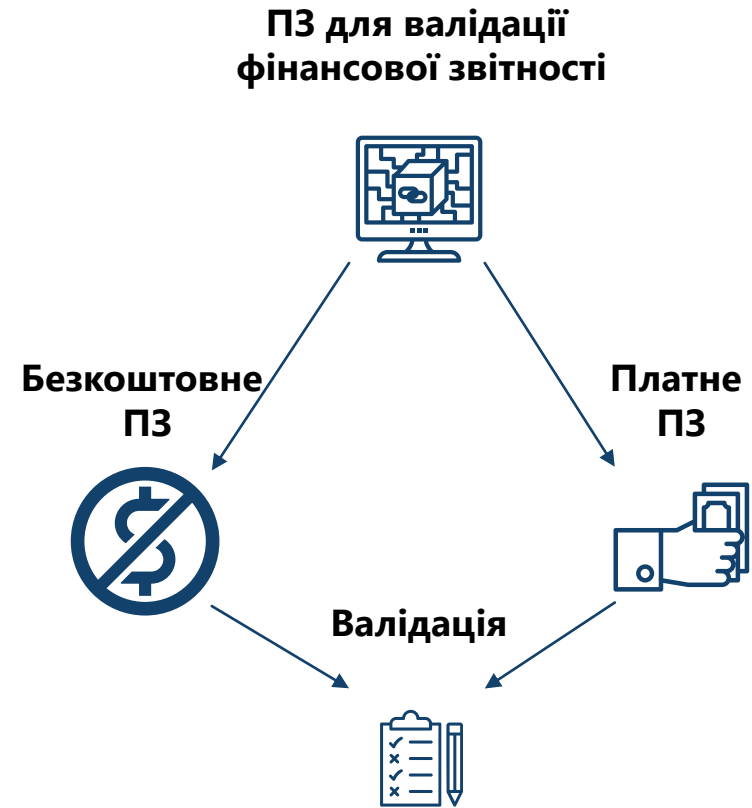 ПЗ для валідації
фінансової звітності
Безкоштовне
ПЗ
Платне
ПЗ
Валідація